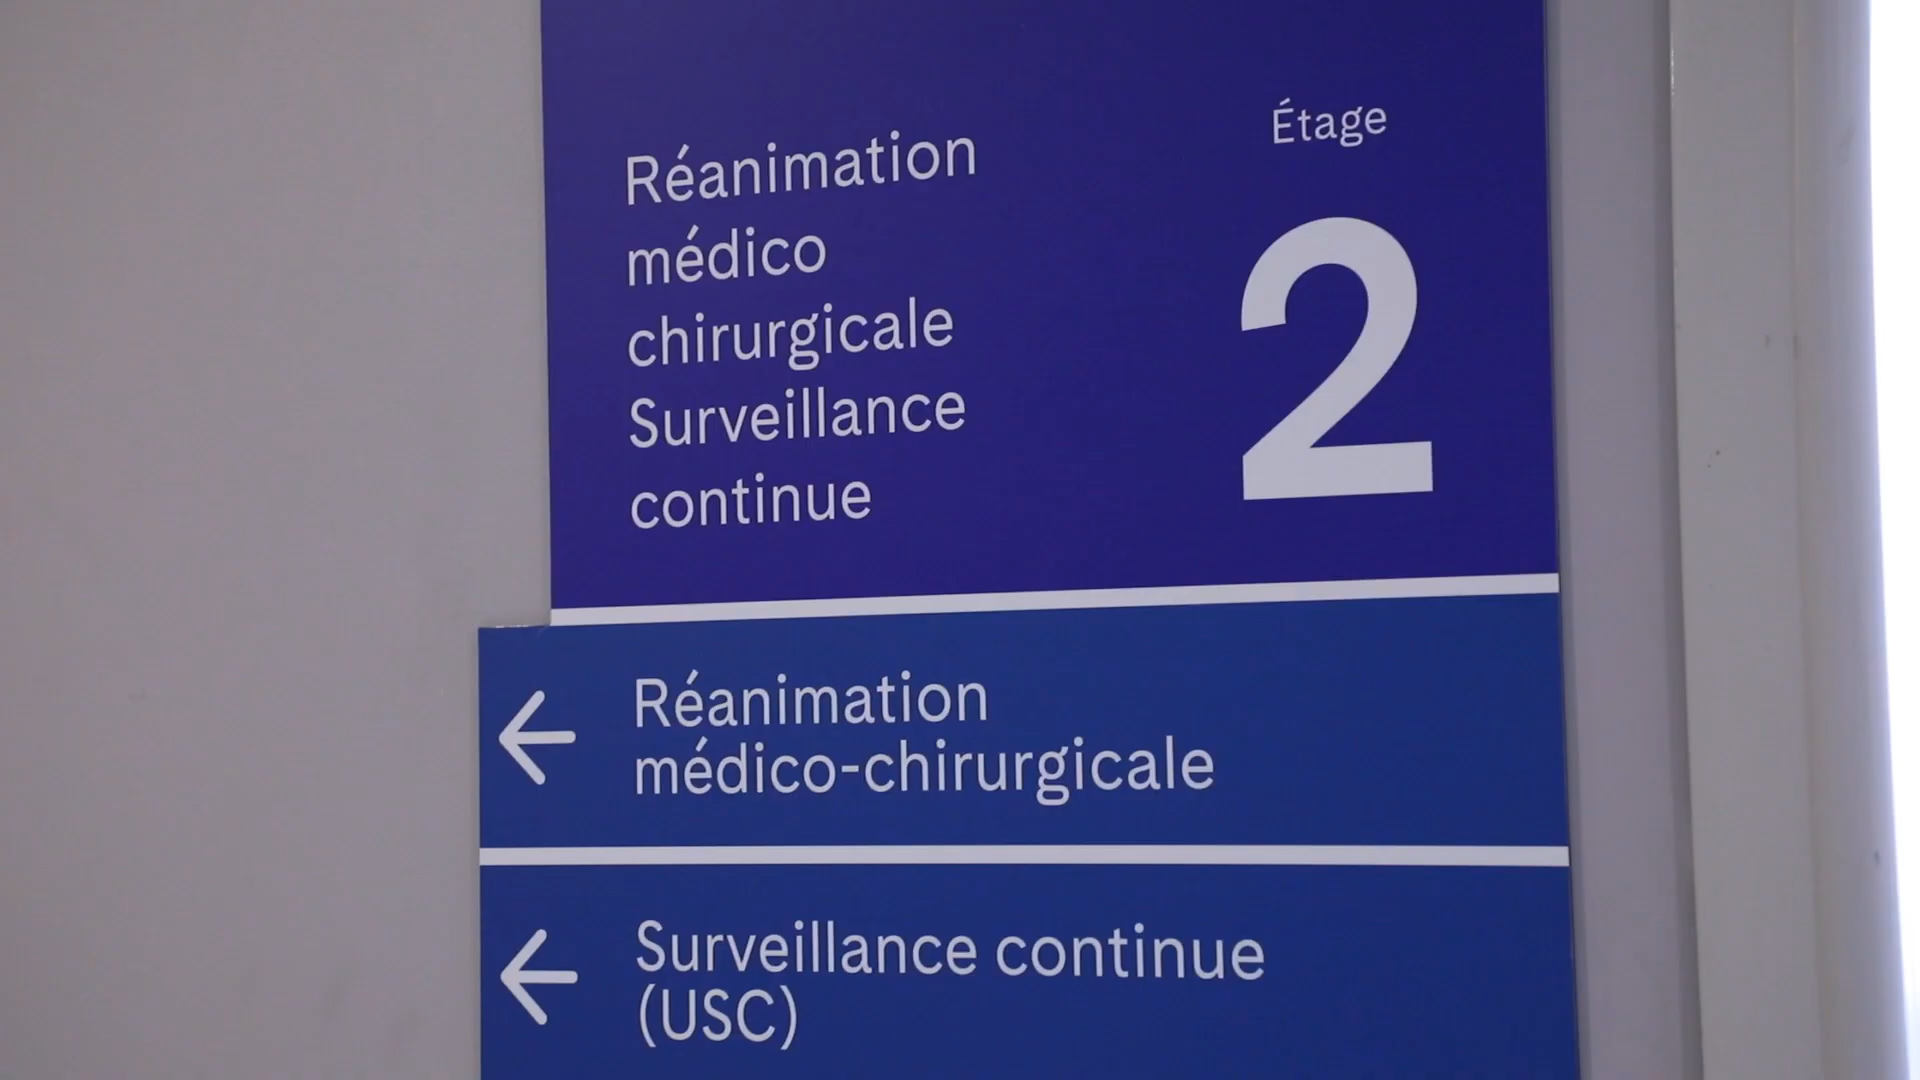 Réanimation
médico
chirurgicale
Surveillance
continue
Étage
2
Réanimation
médico-chirurgicale
Surveillance continue
(USC)